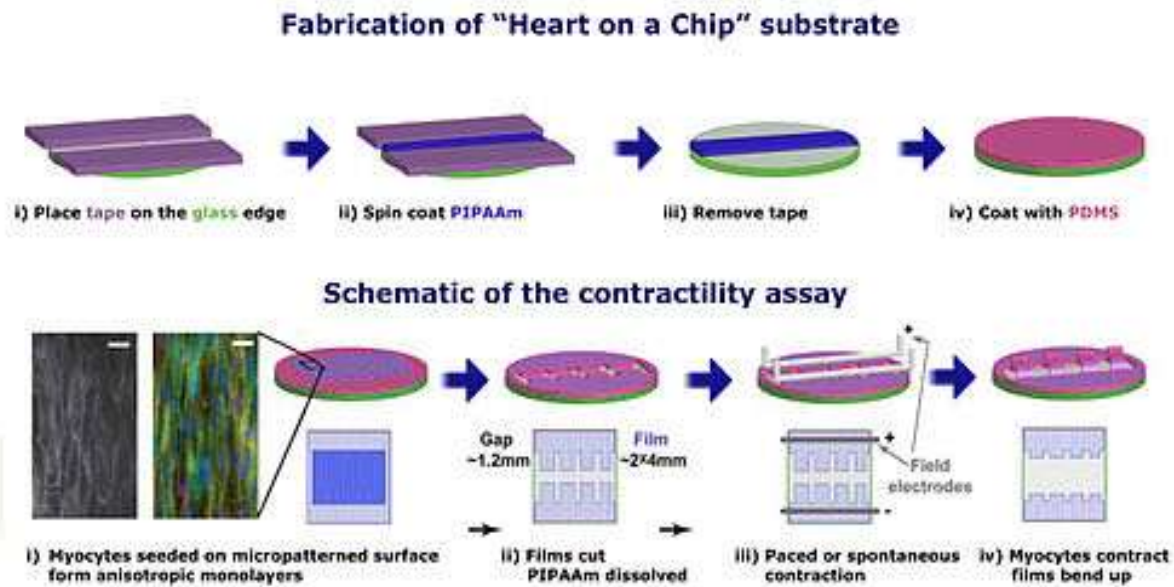 Fabrication of “Heart on a Chip” substrate
i) Place tape on the glass edge
ii) Spin coat PIPAAm
iii) Remove tape
iv) Coat with PDMS
Schematic of the contractility assay
+
Gap
~1.2mm
Film
~2x4mm
+
Field
electrodes
-
i) Myocytes seeded on micropatterned surface
form anisotropic monolayers
ii) Films cut
PIPAAm dissolved
iii) Paced or spontaneous
contraction
iv) Myocytes contract
films bend up